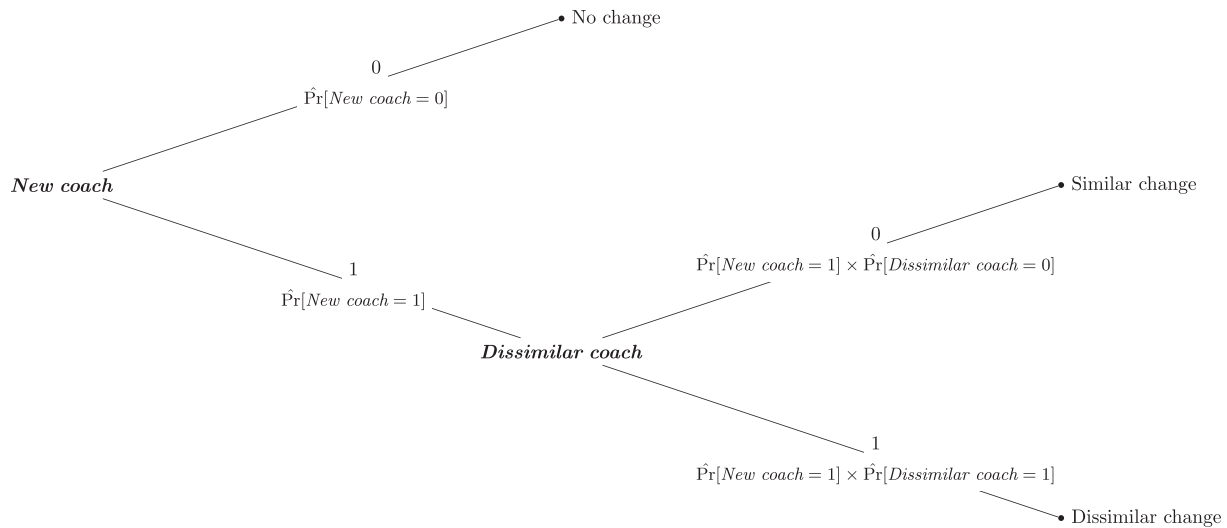 No change
0
P̂r[New coach = 0]
New coach
Similar change
0
P̂r[New coach = 1] × P̂r[Dissimilar coach = 0]
1
P̂r[New coach = 1]
Dissimilar coach
1
P̂r[New coach = 1] × P̂r[Dissimilar coach = 1]
Dissimilar change